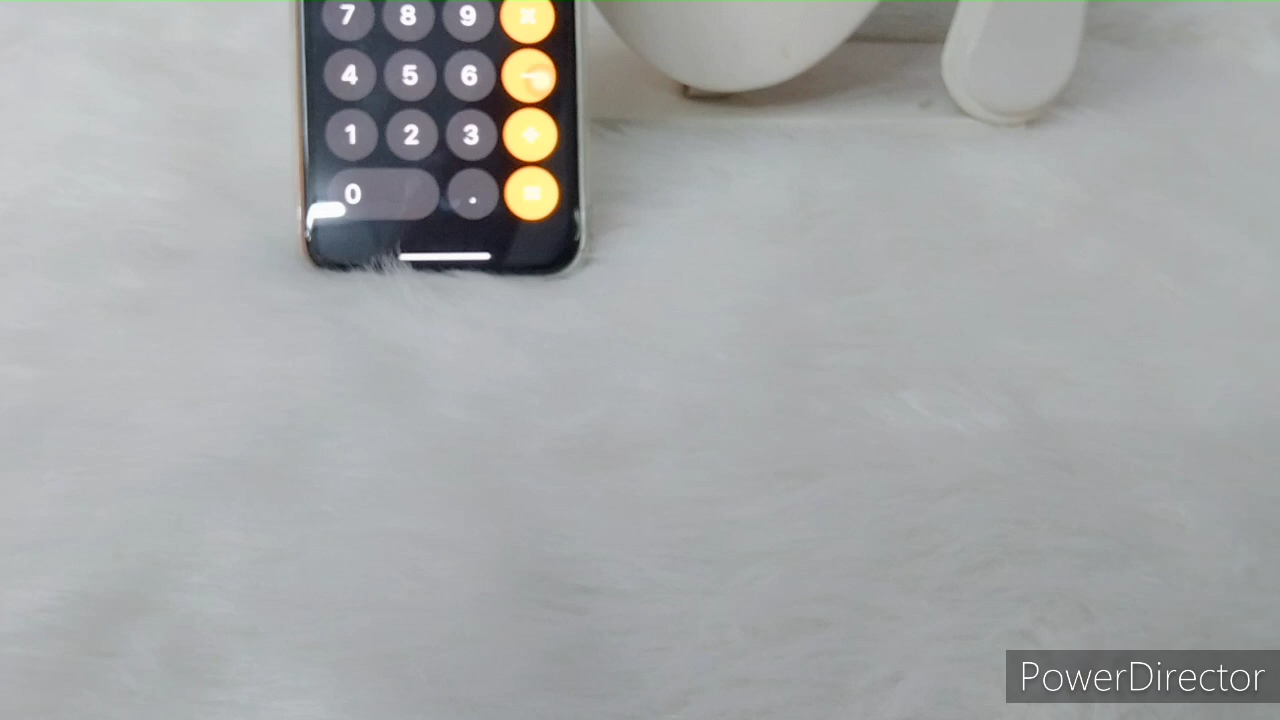 7 8 9 ×
4 5 6 −
1 2 3 +
0 . =
PowerDirector